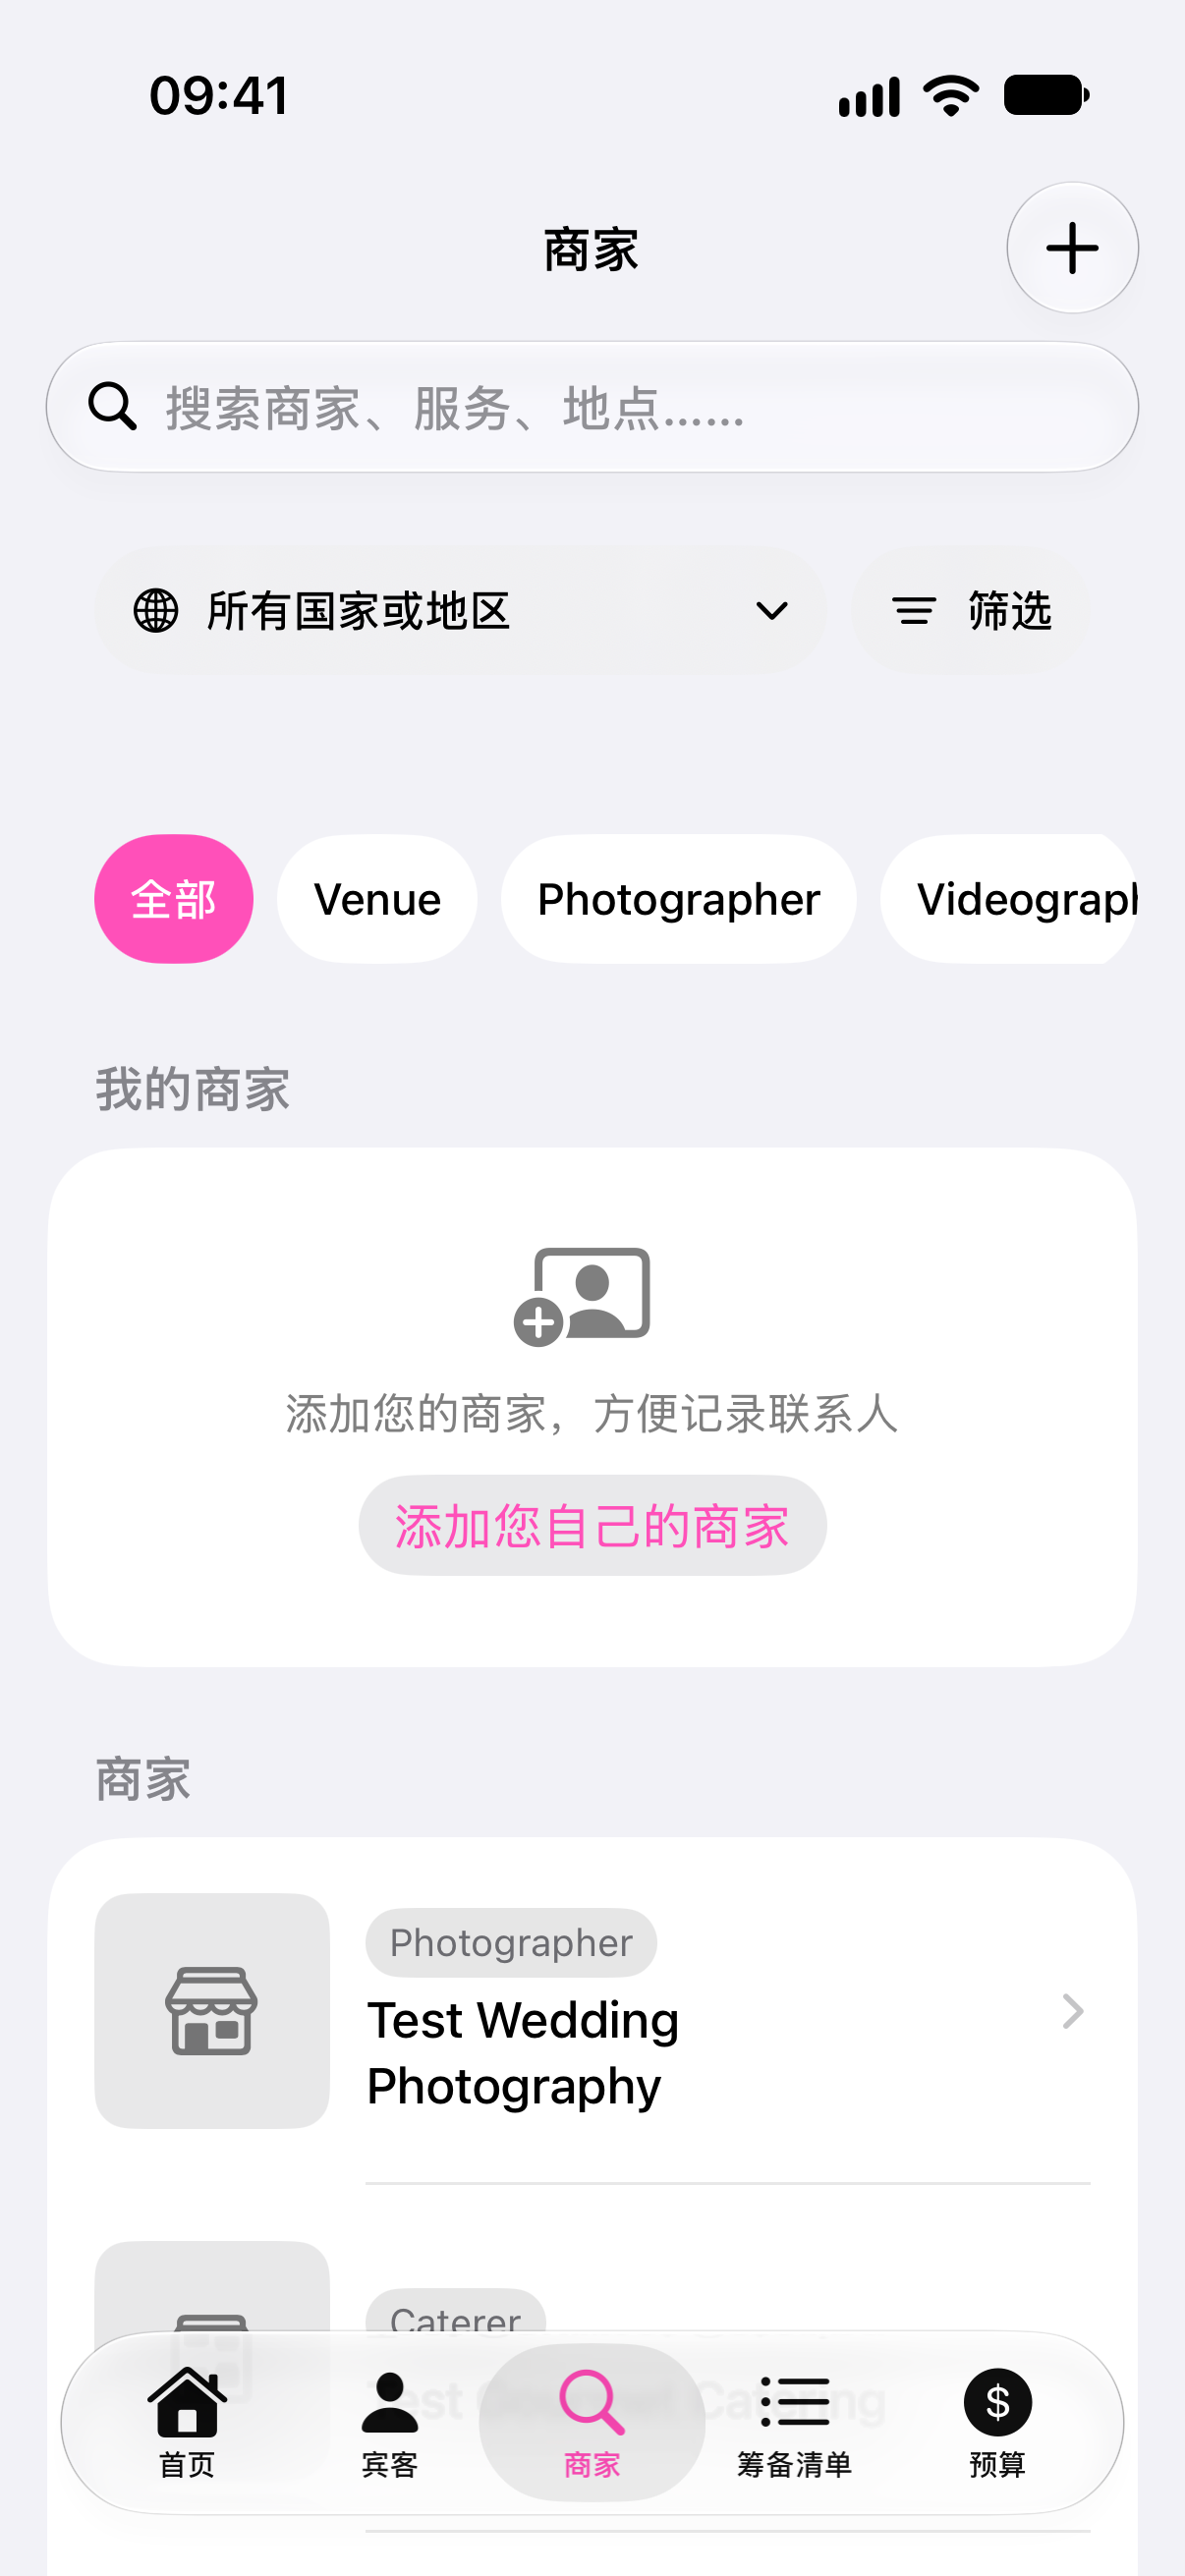 09:41
商家
搜索商家、服务、地点……
所有国家或地区
筛选
全部
Venue
Photographer
Videograph
我的商家
添加您的商家，方便记录联系人
添加您自己的商家
商家
Photographer
Test Wedding
Photography
Caterer
首页
宾客
商家
筹备清单
预算